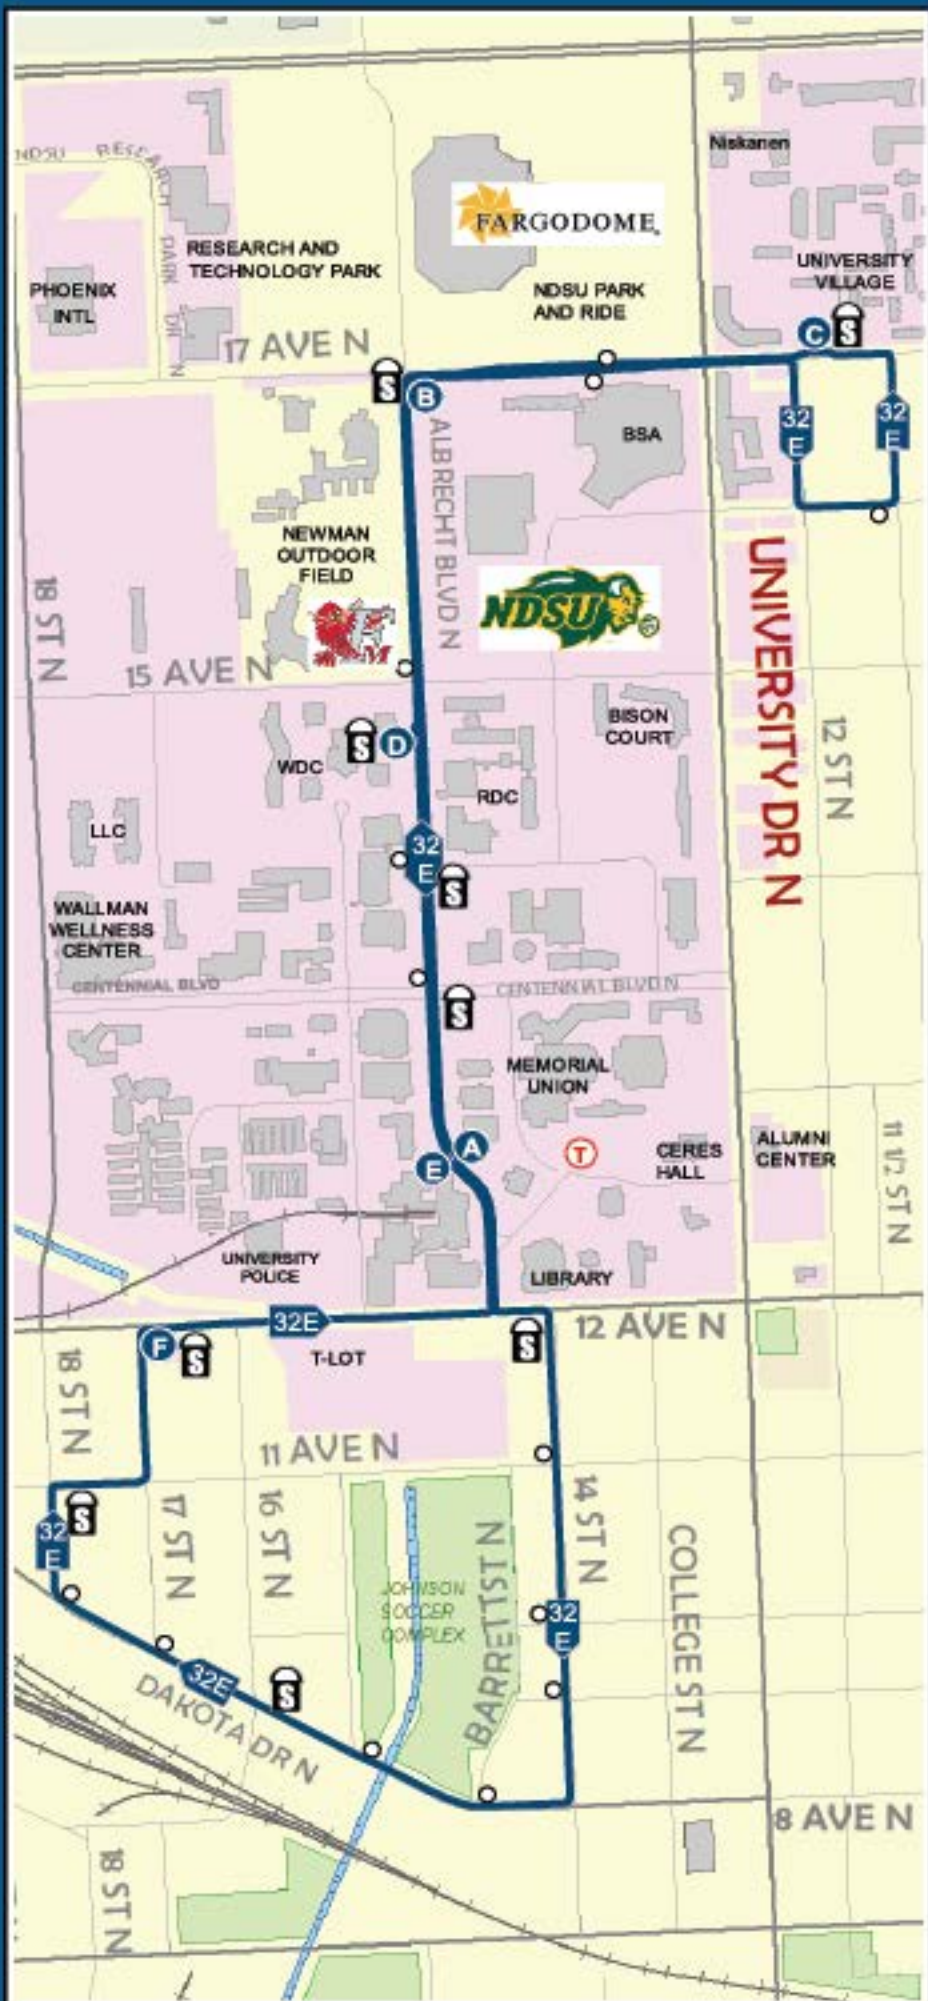 Niskanen
NDSU RESEARCH PARK DR N
FARGODOME
RESEARCH AND
TECHNOLOGY PARK
UNIVERSITY
VILLAGE
PHOENIX
INTL
NDSU PARK
AND RIDE
C
S
17 AVE N
S
B
32
E
32
E
BSA
ALBRECHT BLVD N
NEWMAN
OUTDOOR
FIELD
NDSU
18 ST N
UNIVERSITY DR N
15 AVE N
BISON
COURT
12 ST N
S
D
WDC
RDC
LLC
32
E
S
WALLMAN
WELLNESS
CENTER
CENTENNIAL BLVD
CENTENNIAL BLVD N
S
MEMORIAL
UNION
A
E
T
CERES
HALL
ALUMNI
CENTER
11 1/2 ST N
UNIVERSITY
POLICE
LIBRARY
32E
12 AVE N
F
S
T-LOT
S
18 ST N
11 AVE N
S
32
E
17 ST N
16 ST N
14 ST N
JOHNSON
SOCCER
COMPLEX
BARRETT ST N
COLLEGE ST N
32
E
32E
S
DAKOTA DR N
8 AVE N
18 ST N